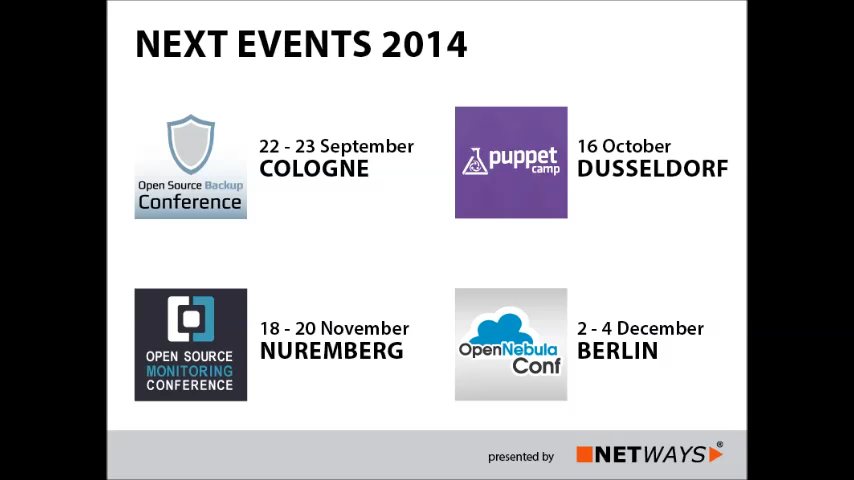 NEXT EVENTS 2014
Open Source Backup
Conference
22 - 23 September
COLOGNE
puppet
camp
16 October
DUSSELDORF
OPEN SOURCE
MONITORING
CONFERENCE
18 - 20 November
NUREMBERG
OpenNebula
Conf
2 - 4 December
BERLIN
presented by
NETWAYS®